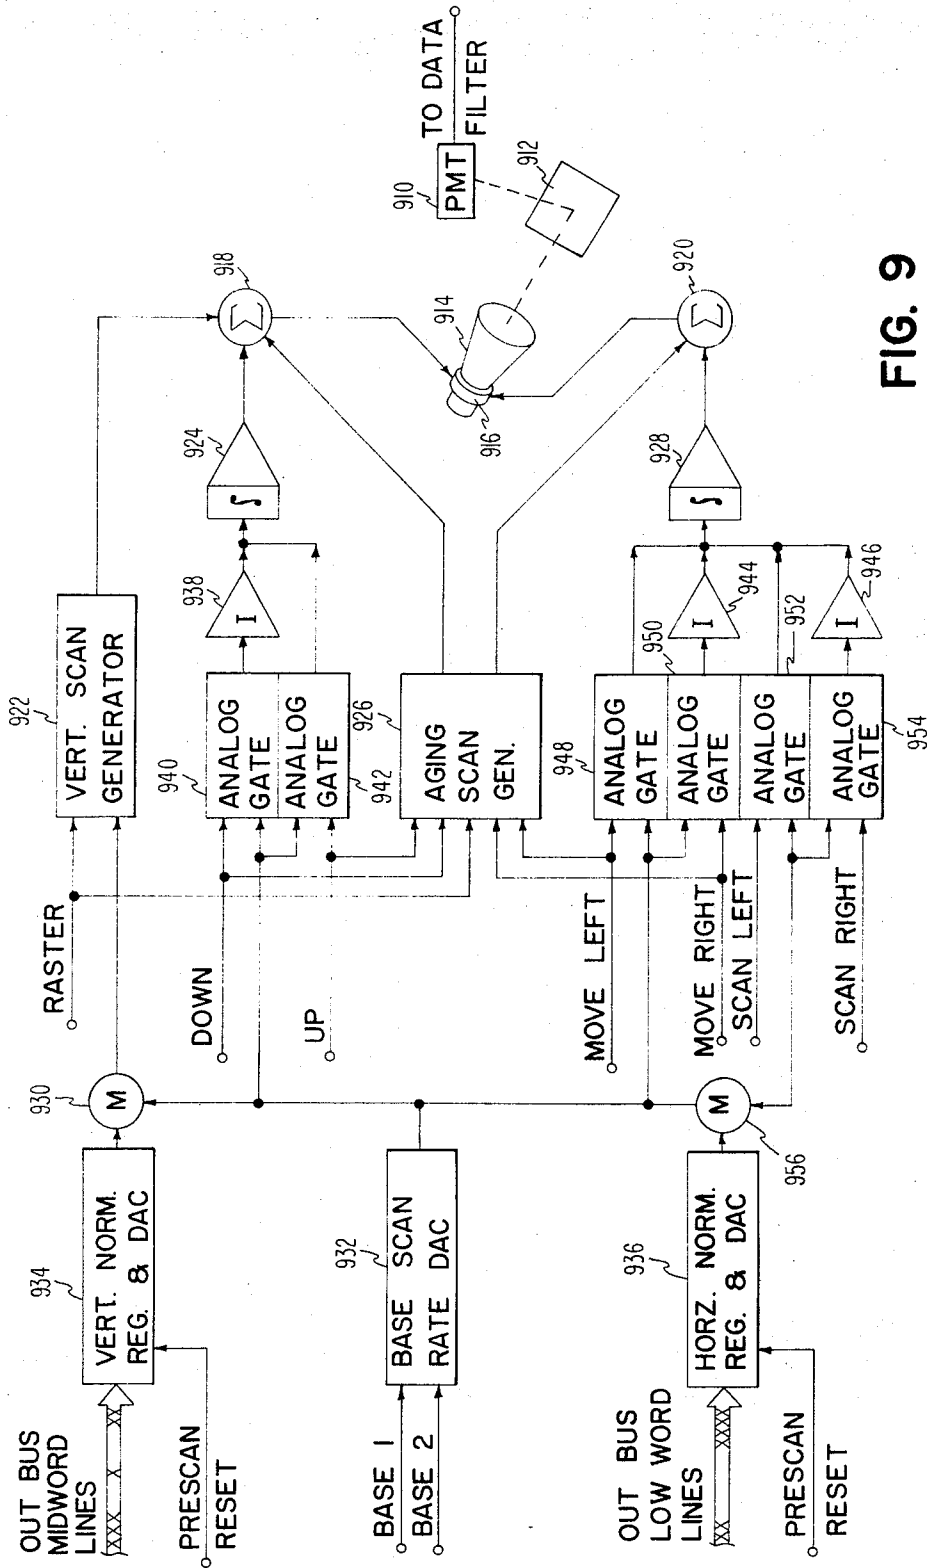 OUT BUS
MIDWORD
LINES
PRESCAN
RESET
934
VERT. NORM.
REG. & DAC
930
M
RASTER
922
VERT. SCAN
GENERATOR
DOWN
UP
940
ANALOG
GATE
ANALOG
GATE
942
938
I
924
∫
918
Σ
BASE 1
BASE 2
932
BASE SCAN
RATE DAC
926
AGING
SCAN
GEN.
914
916
910
PMT
TO DATA
FILTER
912
OUT BUS
LOW WORD
LINES
PRESCAN
RESET
936
HORZ. NORM.
REG. & DAC
M
956
MOVE LEFT
MOVE RIGHT
SCAN LEFT
SCAN RIGHT
948
ANALOG
GATE
950
ANALOG
GATE
952
ANALOG
GATE
ANALOG
GATE
954
I
944
I
946
928
∫
920
Σ
FIG. 9